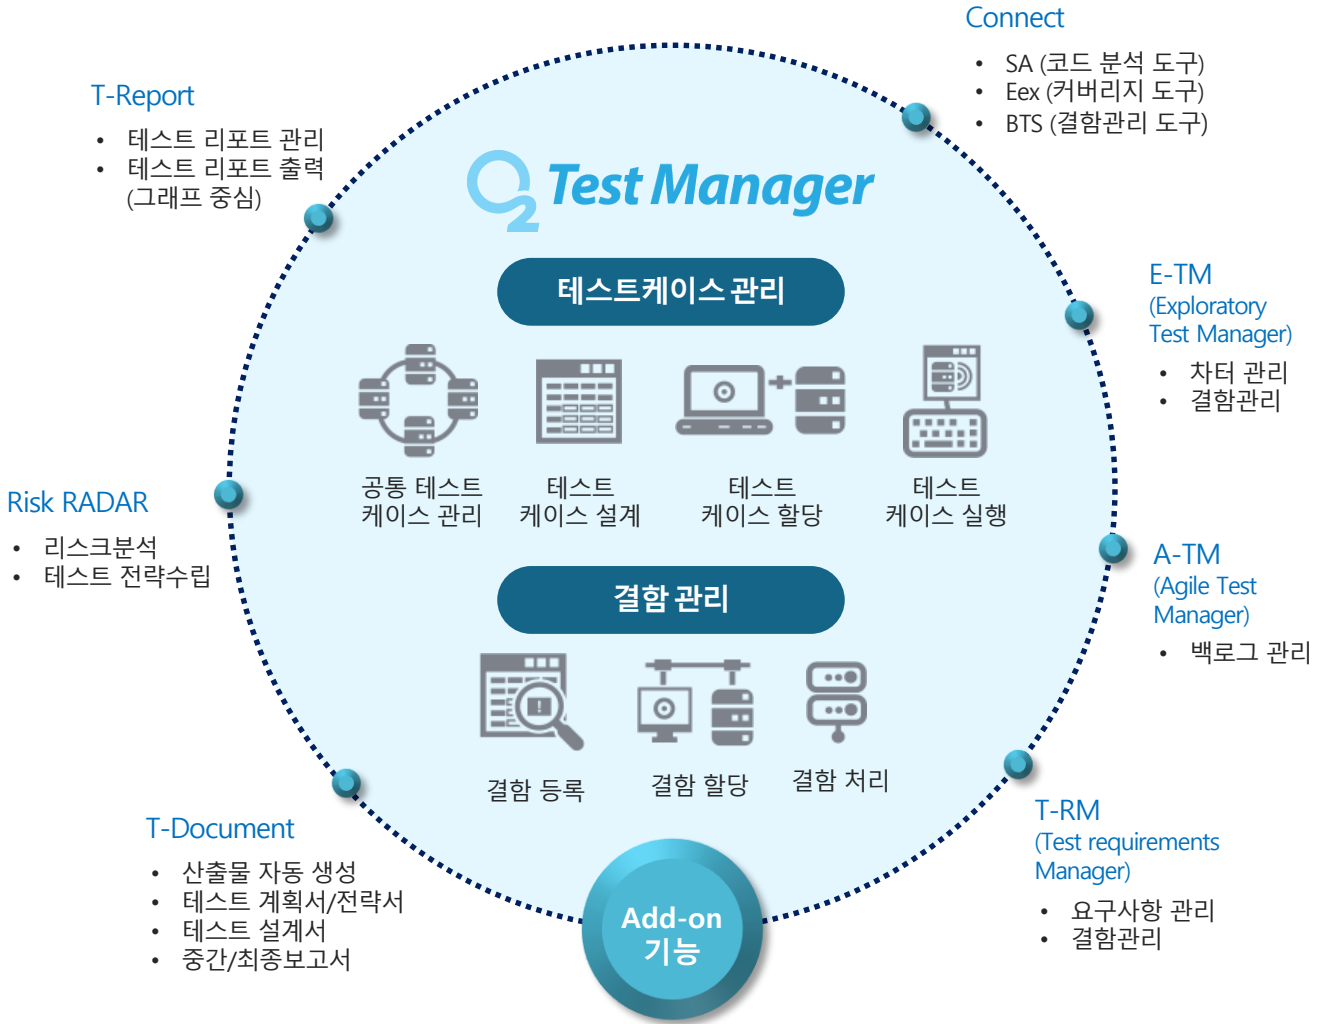 Connect
• SA (코드 분석 도구)
• Eex (커버리지 도구)
• BTS (결함관리 도구)
T-Report
• 테스트 리포트 관리
• 테스트 리포트 출력
(그래프 중심)
O2 Test Manager
테스트케이스 관리
공통 테스트
케이스 관리
테스트
케이스 설계
테스트
케이스 할당
테스트
케이스 실행
E-TM
(Exploratory
Test Manager)
• 차터 관리
• 결함관리
Risk RADAR
• 리스크분석
• 테스트 전략수립
결함 관리
결함 등록
결함 할당
결함 처리
A-TM
(Agile Test
Manager)
• 백로그 관리
T-Document
• 산출물 자동 생성
• 테스트 계획서/전략서
• 테스트 설계서
• 중간/최종보고서
T-RM
(Test requirements
Manager)
• 요구사항 관리
• 결함관리
Add-on
기능